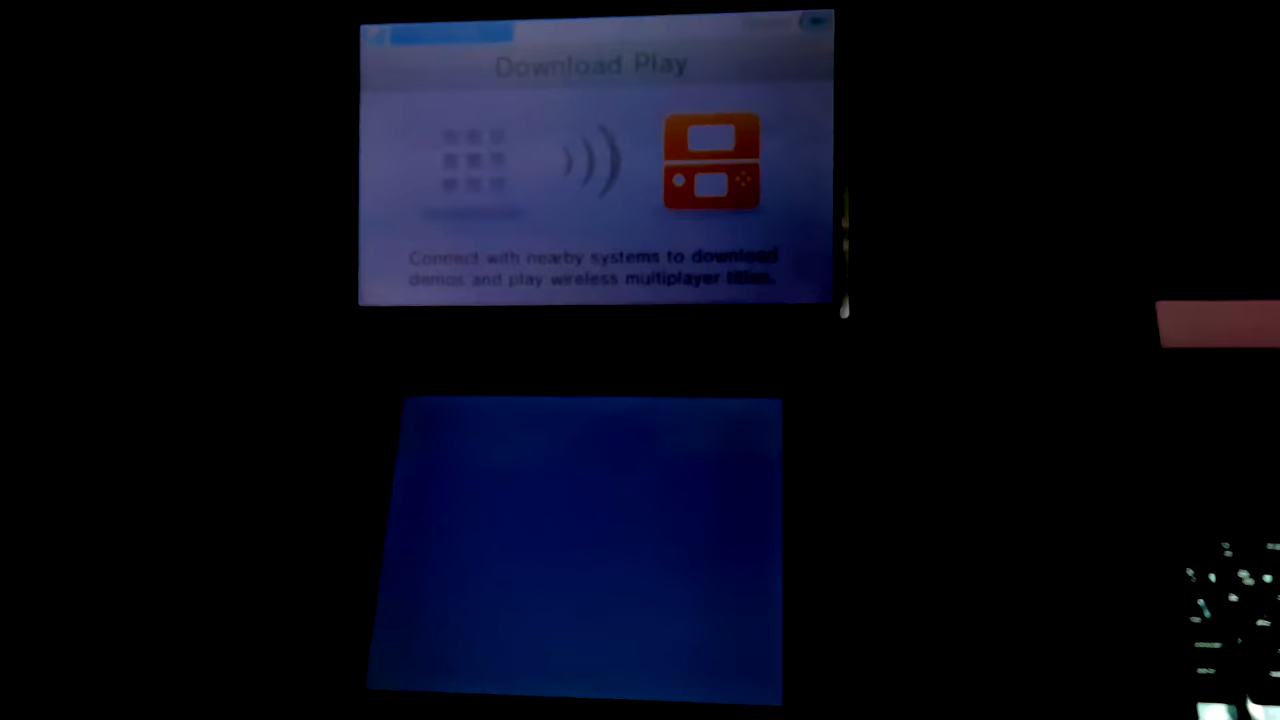 Download Play
Connect with nearby systems to download
demos and play wireless multiplayer titles.